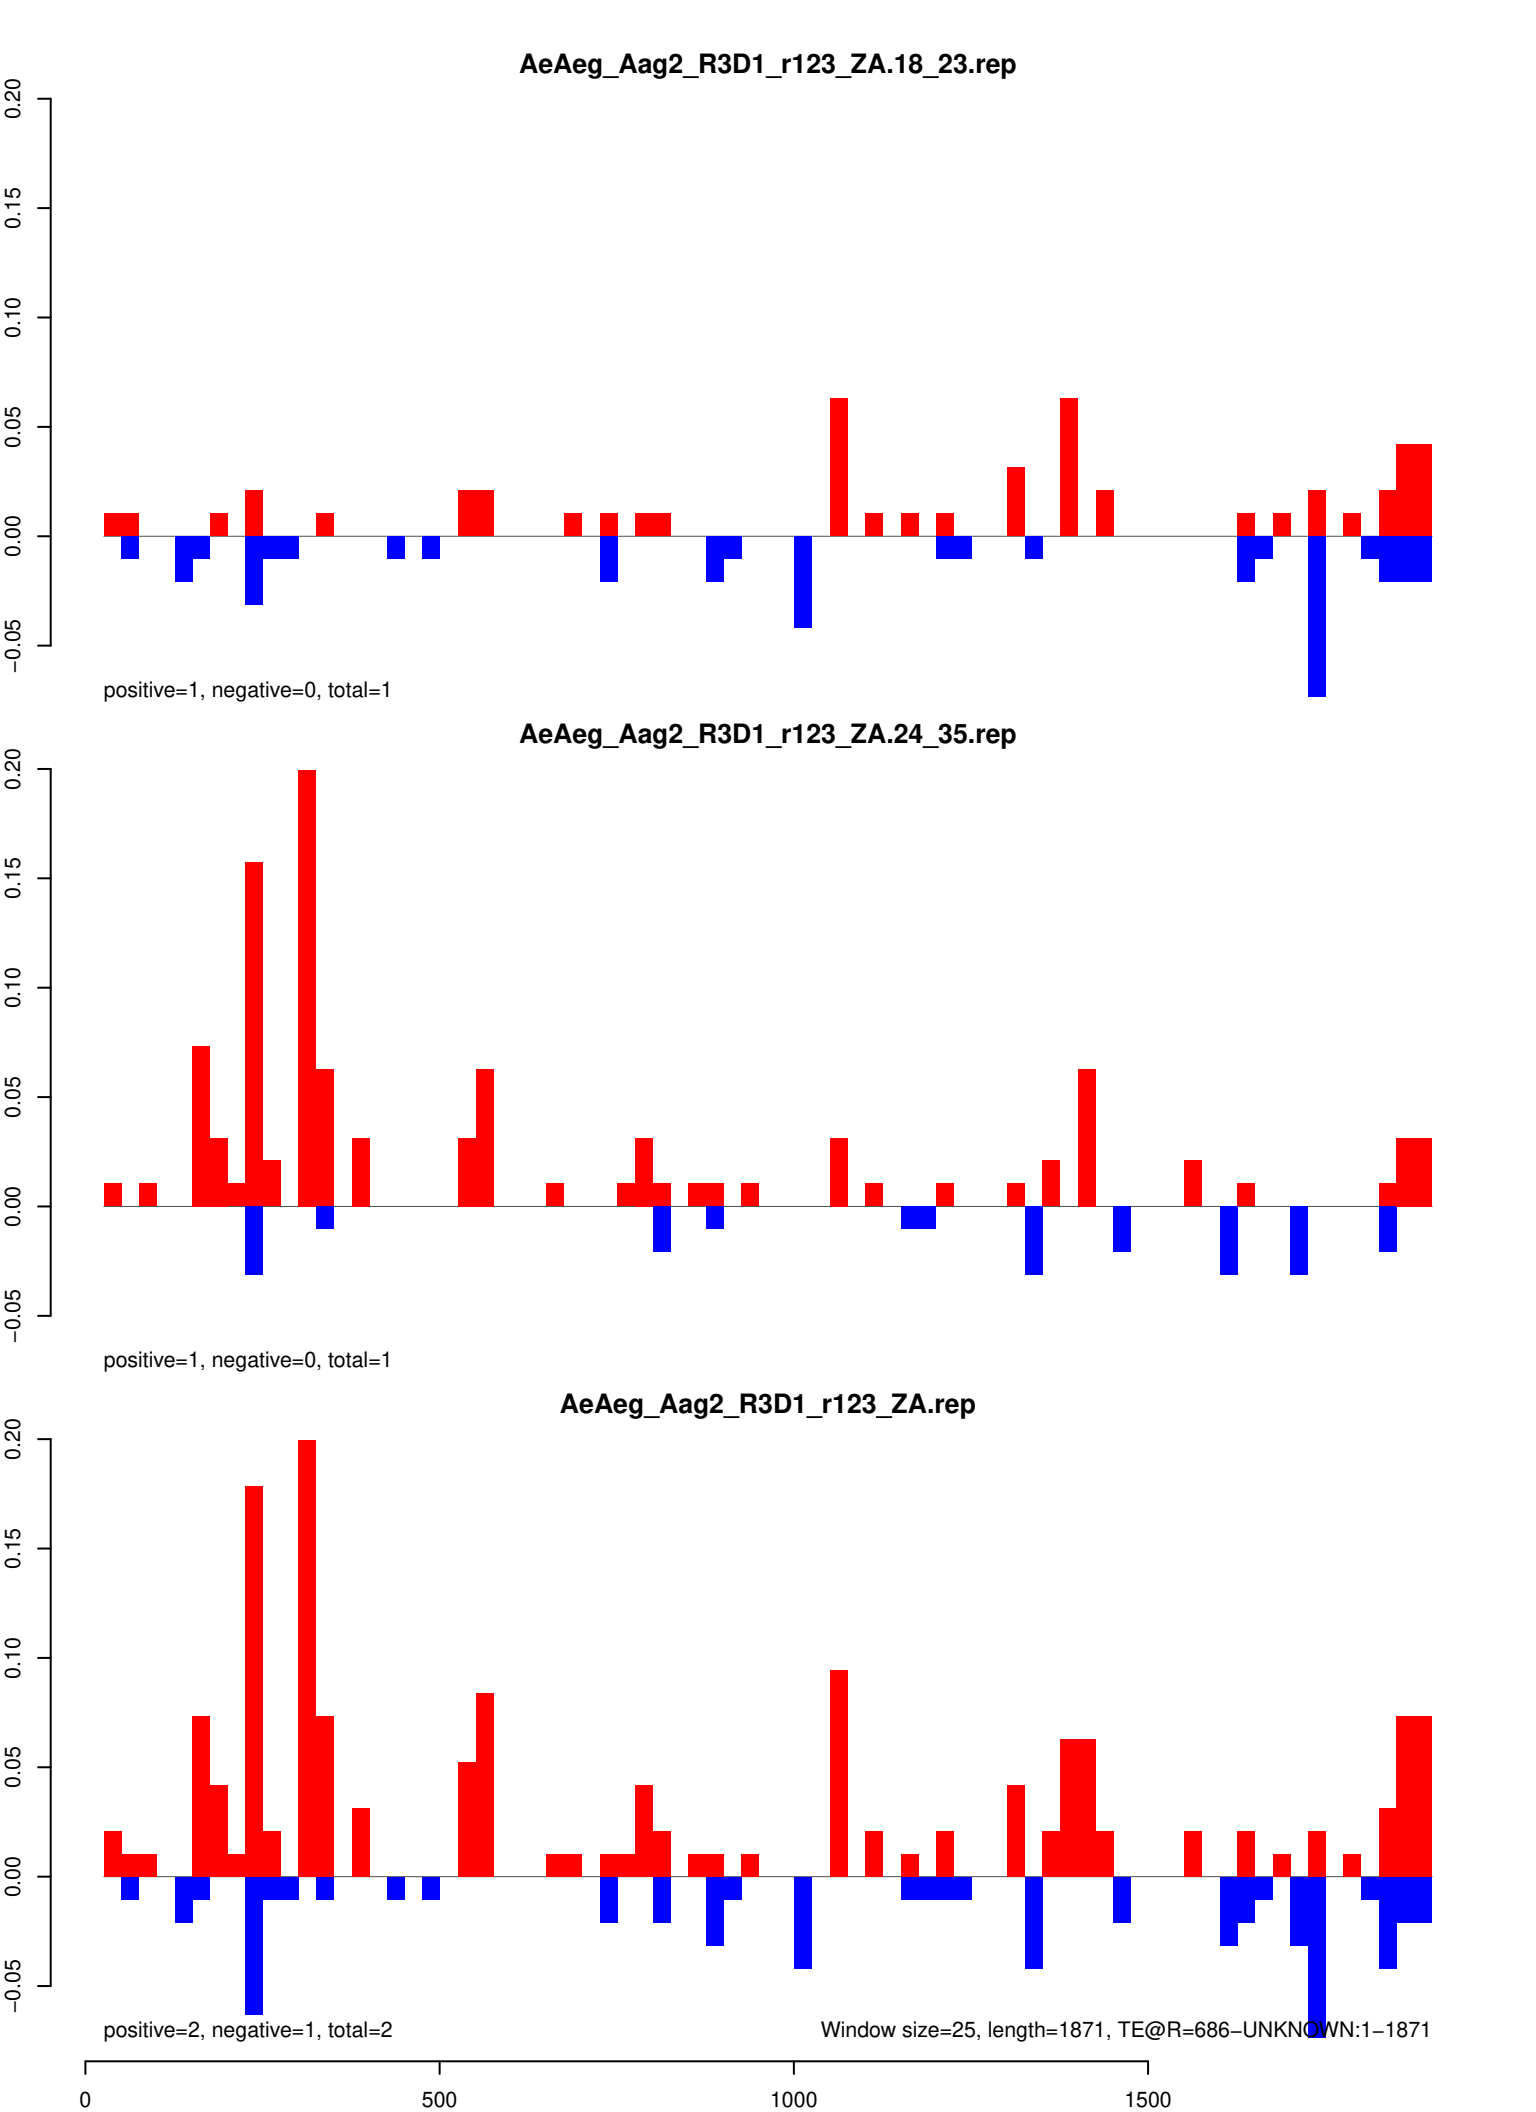 AeAeg_Aag2_R3D1_r123_ZA.18_23.rep
0.20
0.15
0.10
0.05
0.00
−0.05
positive=1, negative=0, total=1
AeAeg_Aag2_R3D1_r123_ZA.24_35.rep
0.20
0.15
0.10
0.05
0.00
−0.05
positive=1, negative=0, total=1
AeAeg_Aag2_R3D1_r123_ZA.rep
0.20
0.15
0.10
0.05
0.00
−0.05
positive=2, negative=1, total=2
Window size=25, length=1871, TE@R=686−UNKNOWN:1−1871
0 500 1000 1500